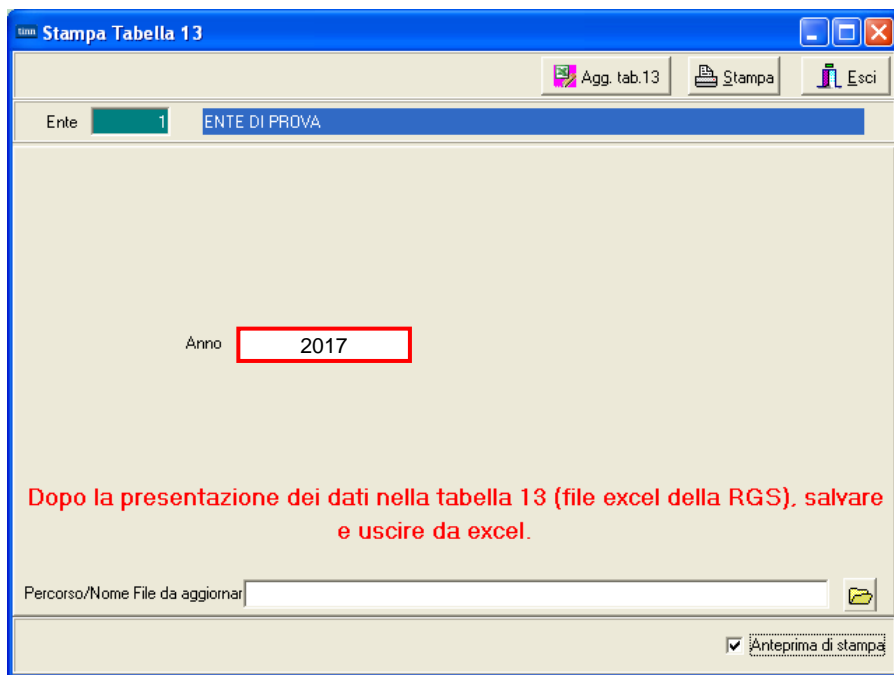 tinn Stampa Tabella 13
Agg. tab.13 Stampa Esci
Ente 1 ENTE DI PROVA
Anno 2017
Dopo la presentazione dei dati nella tabella 13 (file excel della RGS), salvare
e uscire da excel.
Percorso/Nome File da aggiornar
Anteprima di stampa